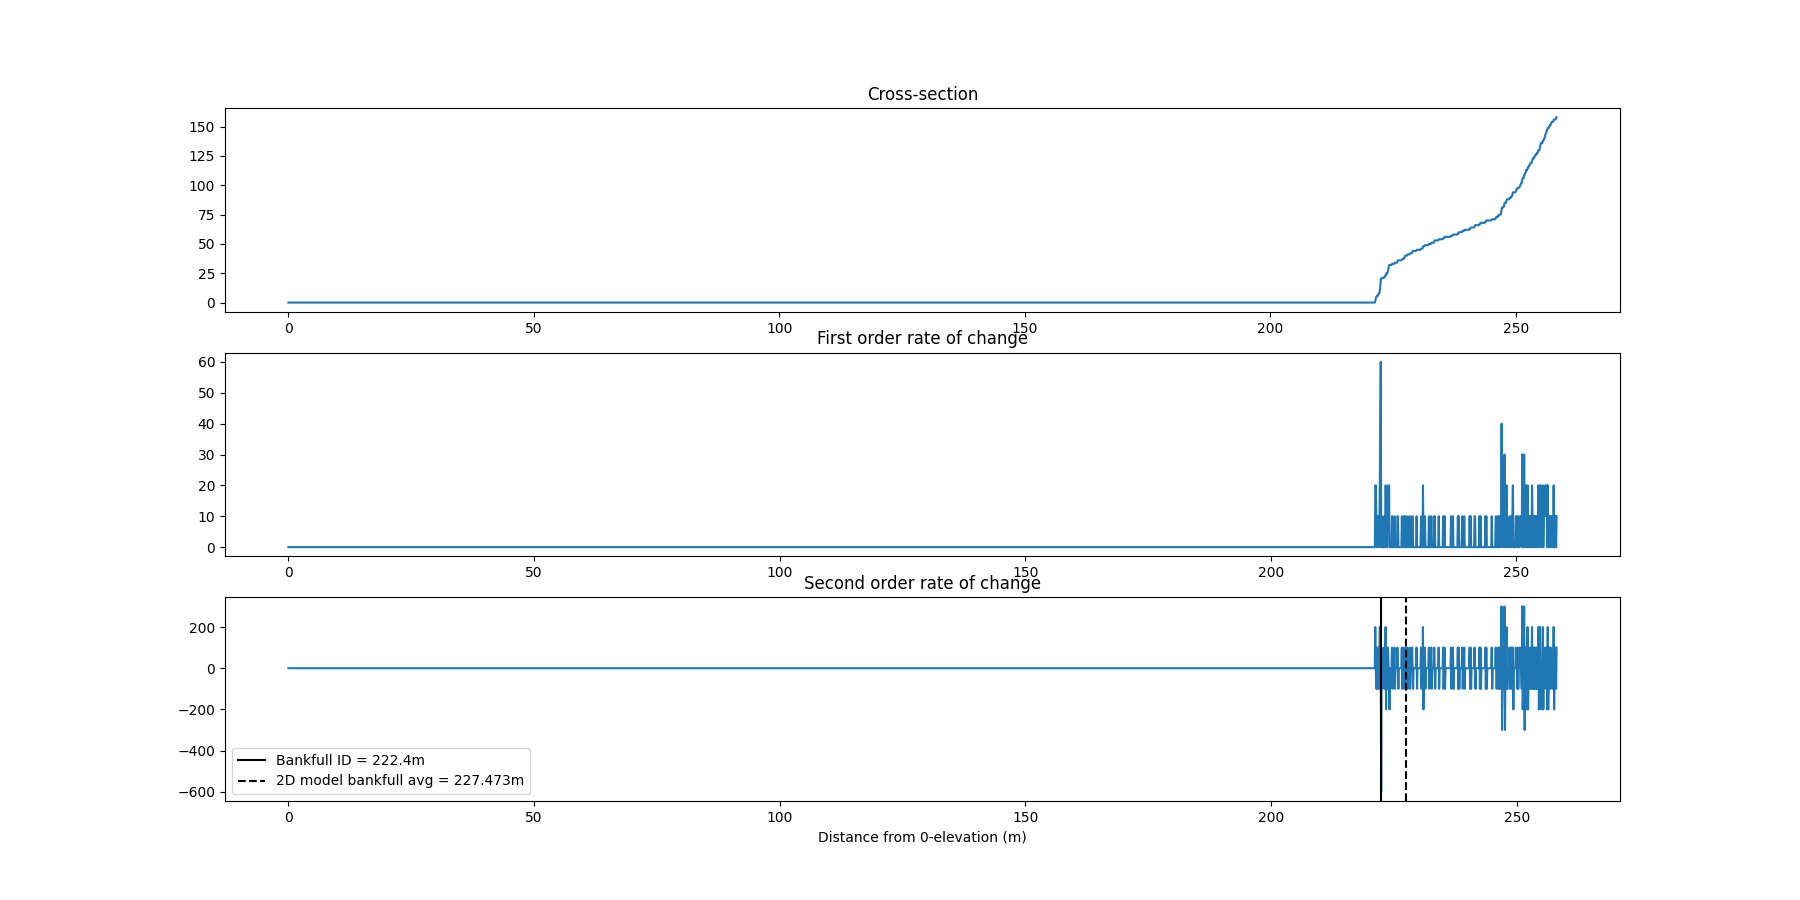 Cross-section
150
125
100
75
50
25
0
0 50 100 150 200 250
First order rate of change
60
50
40
30
20
10
0
0 50 100 150 200 250
Second order rate of change
200
0
−200
−400
−600
Bankfull ID = 222.4m
2D model bankfull avg = 227.473m
0 50 100 150 200 250
Distance from 0-elevation (m)